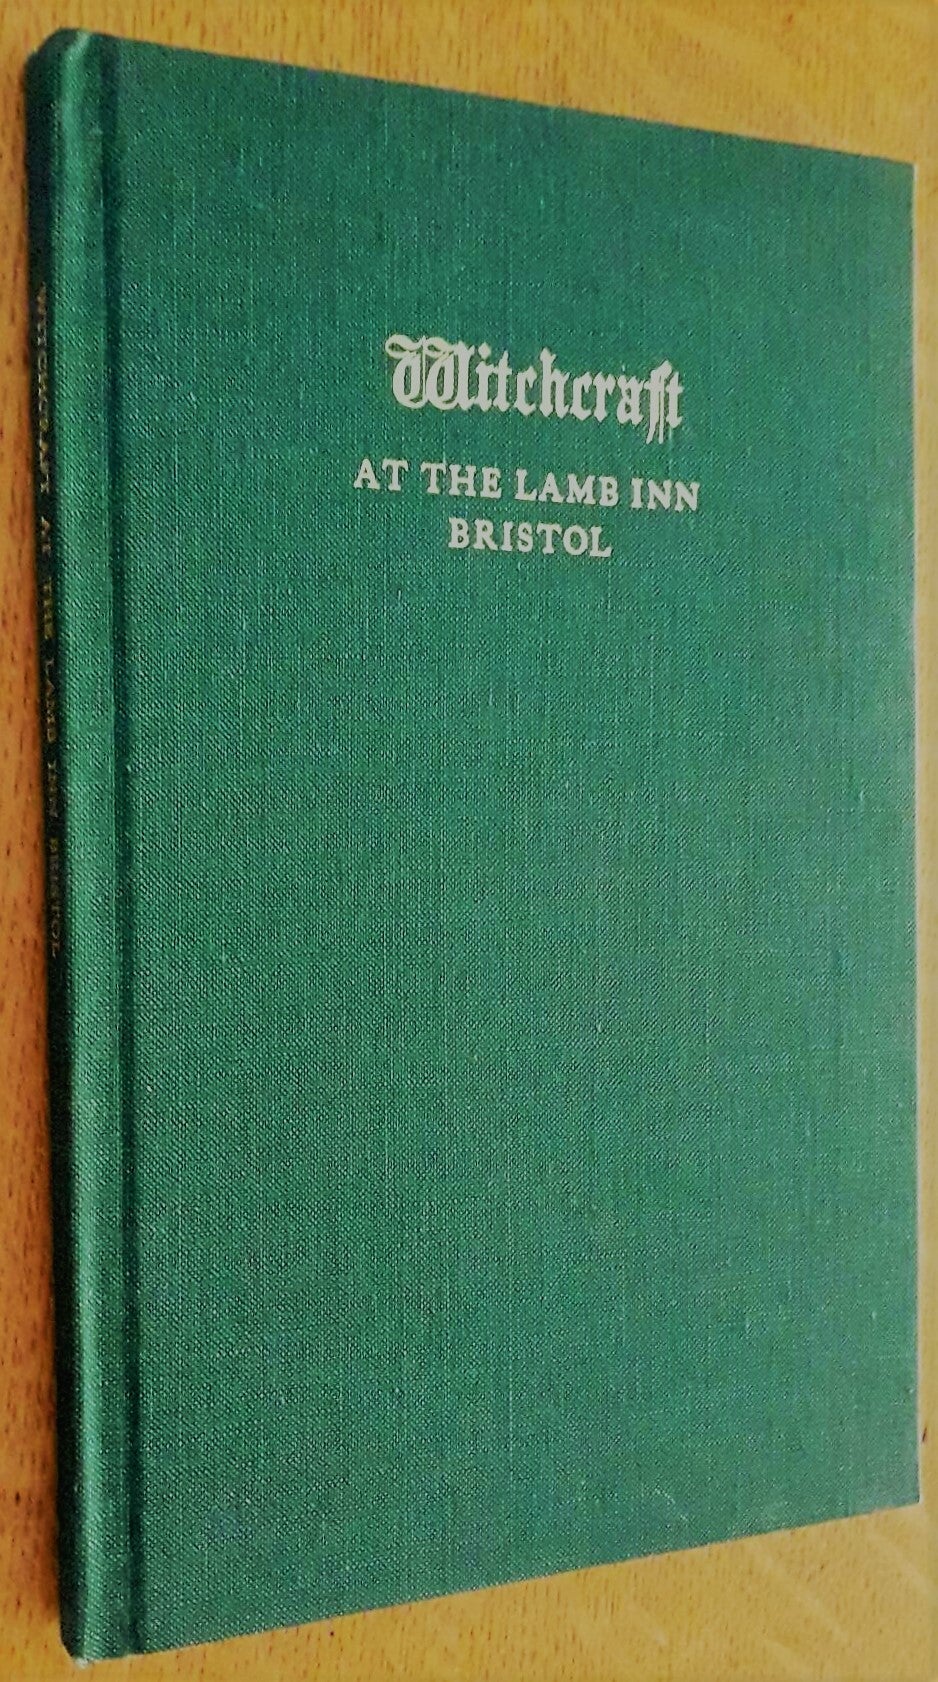 Witchcraft
AT THE LAMB INN
BRISTOL
WITCHCRAFT AT THE LAMB INN BRISTOL